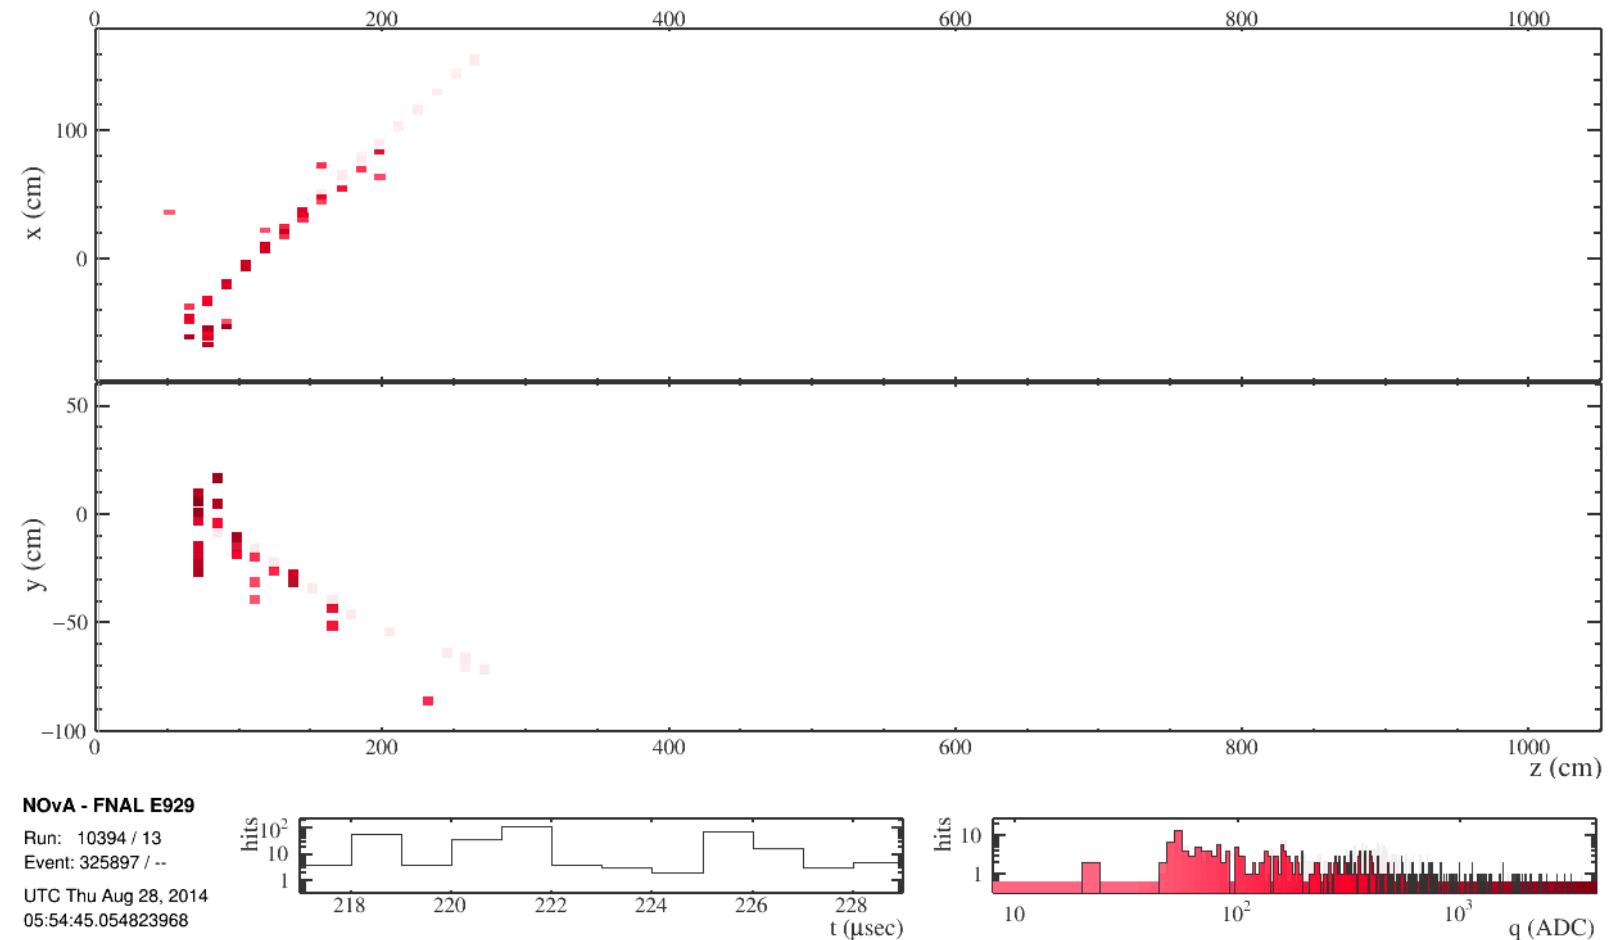 0 200 400 600 800 1000
100
0
x (cm)
50
0
−50
−100
y (cm)
0 200 400 600 800 1000
z (cm)
NOvA - FNAL E929
Run: 10394 / 13
Event: 325897 / --
UTC Thu Aug 28, 2014
05:54:45.054823968
hits
10²
10
1
218 220 222 224 226 228
t (μsec)
hits
10
1
10 10² 10³
q (ADC)